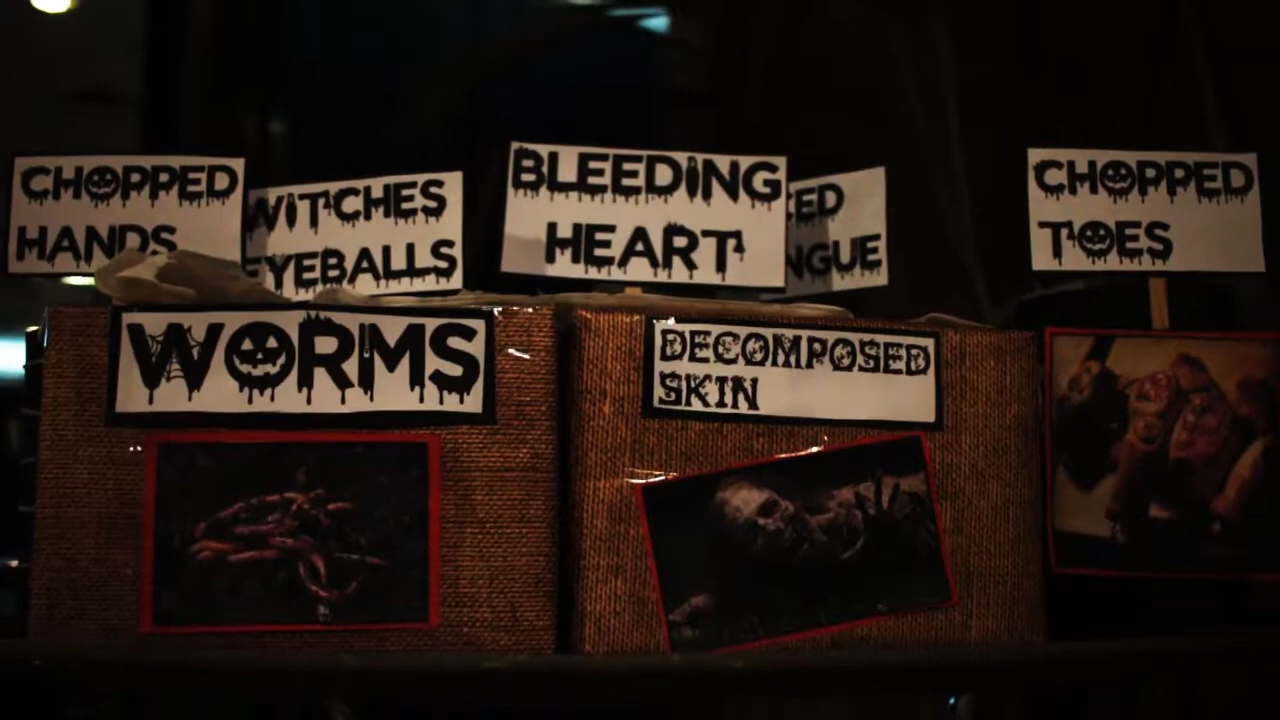 CHOPPED
HANDS
WITCHES
EYEBALLS
BLEEDING
HEART
CHOPPED
TOES
WORMS
DECOMPOSED
SKIN